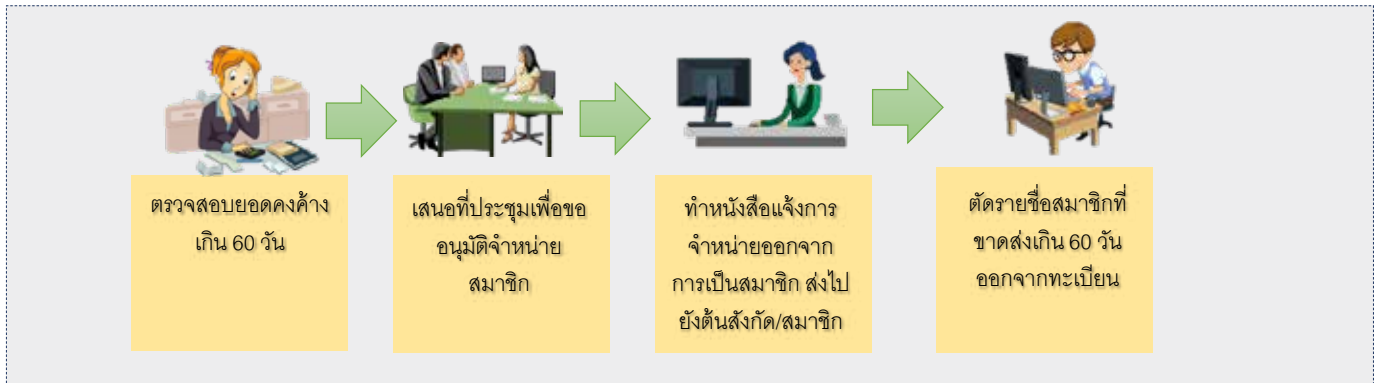 ตรวจสอบยอดคงค้าง
เกิน 60 วัน
เสนอที่ประชุมเพื่อขอ
อนุมัติจำหน่าย
สมาชิก
ทำหนังสือแจ้งการ
จำหน่ายออกจาก
การเป็นสมาชิก ส่งไป
ยังต้นสังกัด/สมาชิก
ตัดรายชื่อสมาชิกที่
ขาดส่งเกิน 60 วัน
ออกจากทะเบียน